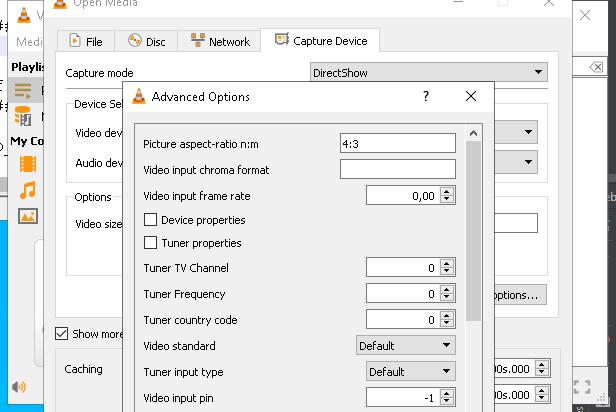 Open Media
Medi
File
Disc
Network
Capture Device
Playlis
My Co
Capture mode
DirectShow
Device Sel
Video dev
Audio dev
Options
Video size
ptions...
Show more
Caching
00s.000
00s.000
Advanced Options
?
Picture aspect-ratio n:m
4:3
Video input chroma format
Video input frame rate
0,00
Device properties
Tuner properties
Tuner TV Channel
0
Tuner Frequency
0
Tuner country code
0
Video standard
Default
Tuner input type
Default
Video input pin
-1